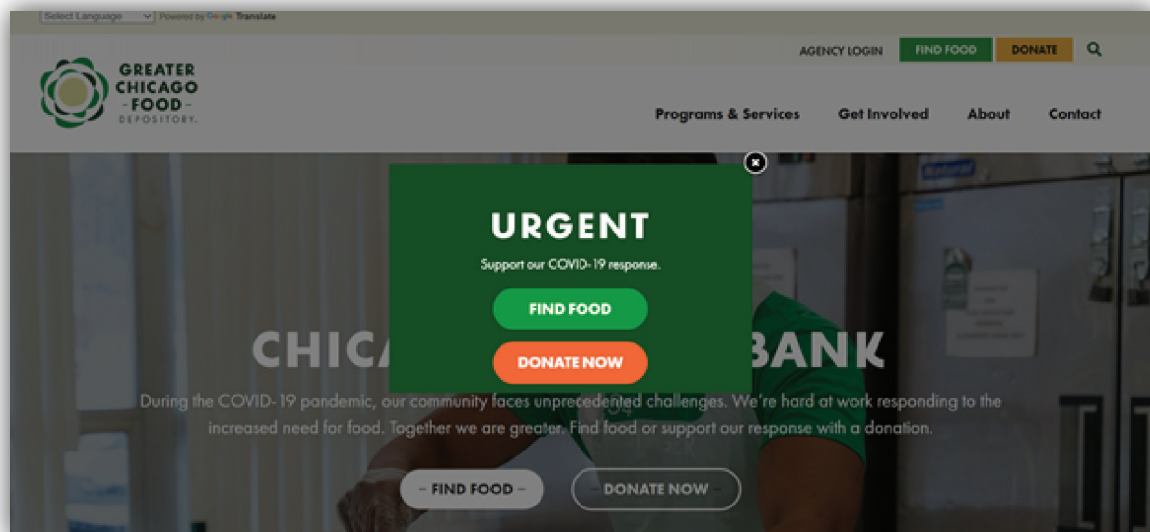 Select Language
Powered by Google Translate
AGENCY LOGIN
FIND FOOD
DONATE
GREATER
CHICAGO
- FOOD -
DEPOSITORY.
Programs & Services
Get Involved
About
Contact
Natural
URGENT
Support our COVID-19 response.
FIND FOOD
DONATE NOW
BANK
During the COVID-19 pandemic, our community faces unprecedented challenges. We're hard at work responding to the
increased need for food. Together we are greater. Find food or support our response with a donation.
- FIND FOOD -
- DONATE NOW -